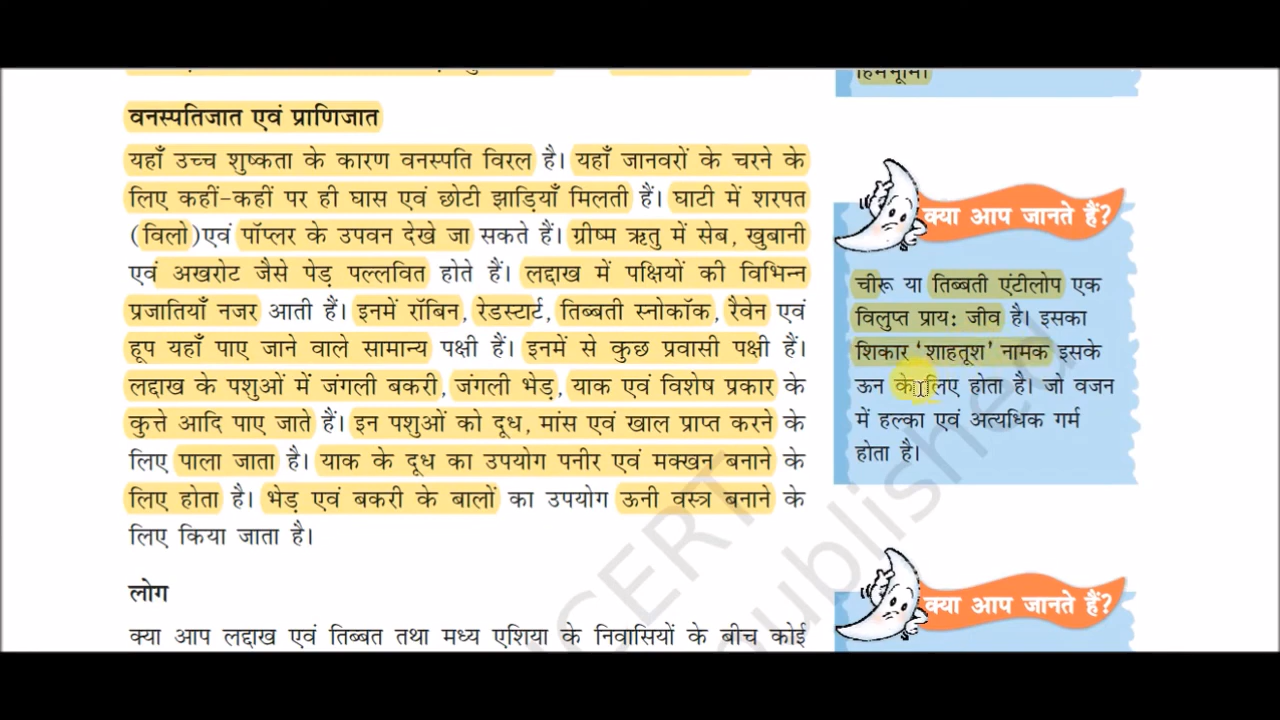 वनस्पतिजात एवं प्राणिजात
यहाँ उच्च शुष्कता के कारण वनस्पति विरल है। यहाँ जानवरों के चरने के
लिए कहीं-कहीं पर ही घास एवं छोटी झाड़ियाँ मिलती हैं। घाटी में शरपत
(विलो)एवं पॉप्लर के उपवन देखे जा सकते हैं। ग्रीष्म ऋतु में सेब, खुबानी
एवं अखरोट जैसे पेड़ पल्लवित होते हैं। लद्दाख में पक्षियों की विभिन्न
प्रजातियाँ नजर आती हैं। इनमें रॉबिन, रेडस्टार्ट, तिब्बती स्नोकॉक, रैवेन एवं
हूप यहाँ पाए जाने वाले सामान्य पक्षी हैं। इनमें से कुछ प्रवासी पक्षी हैं।
लद्दाख के पशुओं में जंगली बकरी, जंगली भेड़, याक एवं विशेष प्रकार के
कुत्ते आदि पाए जाते हैं। इन पशुओं को दूध, मांस एवं खाल प्राप्त करने के
लिए पाला जाता है। याक के दूध का उपयोग पनीर एवं मक्खन बनाने के
लिए होता है। भेड़ एवं बकरी के बालों का उपयोग ऊनी वस्त्र बनाने के
लिए किया जाता है।
लोग
क्या आप लद्दाख एवं तिब्बत तथा मध्य एशिया के निवासियों के बीच कोई
हिमभूमि।
क्या आप जानते हैं?
चीरू या तिब्बती एंटीलोप एक
विलुप्त प्राय: जीव है। इसका
शिकार ‘शाहतूश’ नामक इसके
ऊन के लिए होता है। जो वजन
में हल्का एवं अत्यधिक गर्म
होता है।
क्या आप जानते हैं?